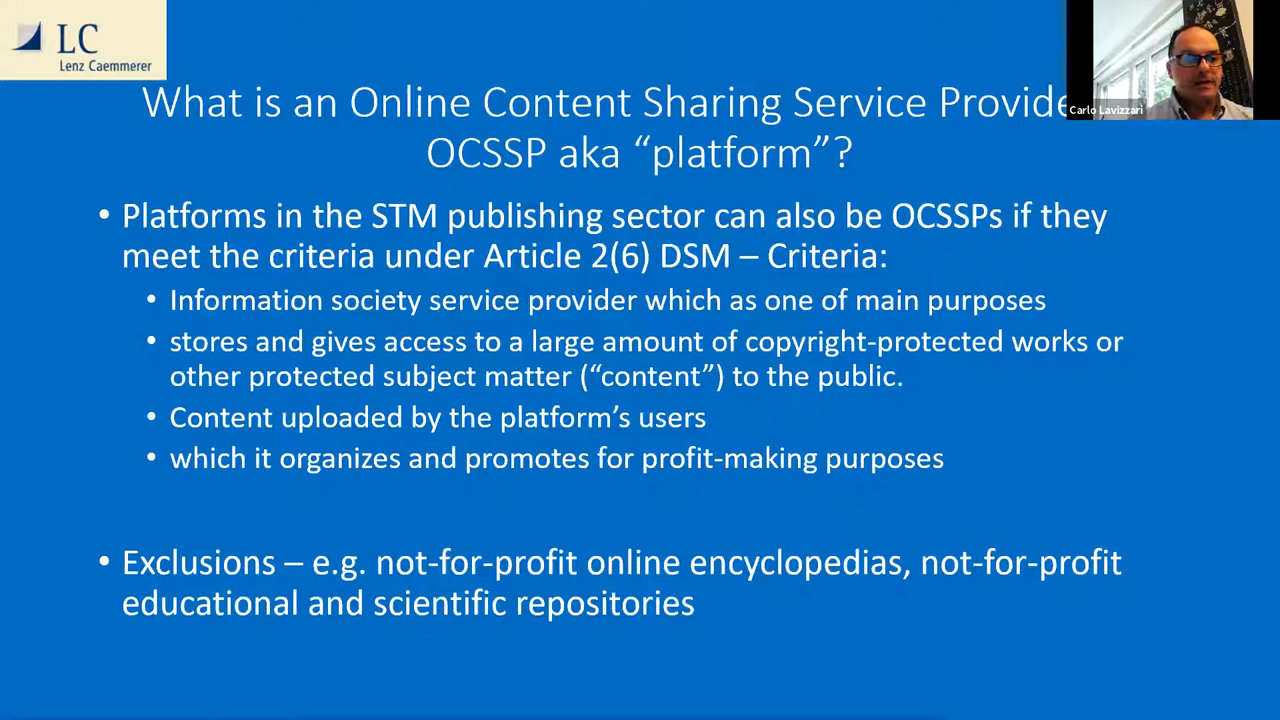 LC
Lenz Caemmerer
Carlo Lavizzari
What is an Online Content Sharing Service Provide
OCSSP aka “platform”?
• Platforms in the STM publishing sector can also be OCSSPs if they
meet the criteria under Article 2(6) DSM – Criteria:
• Information society service provider which as one of main purposes
• stores and gives access to a large amount of copyright-protected works or
other protected subject matter (“content”) to the public.
• Content uploaded by the platform’s users
• which it organizes and promotes for profit-making purposes
• Exclusions – e.g. not-for-profit online encyclopedias, not-for-profit
educational and scientific repositories